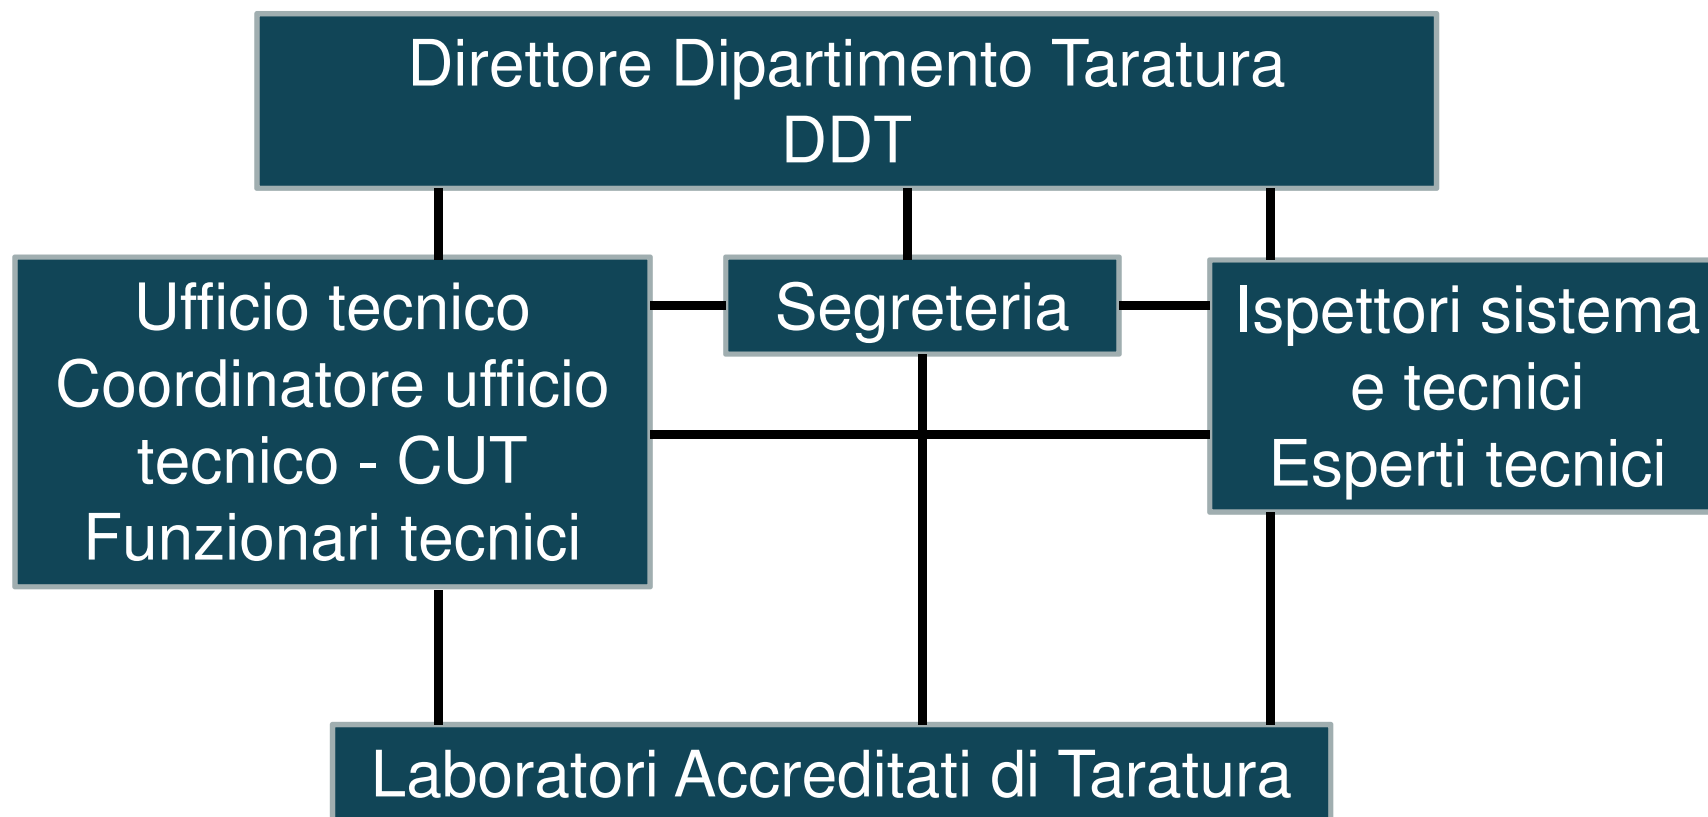 Direttore Dipartimento Taratura
DDT
Ufficio tecnico
Coordinatore ufficio
tecnico - CUT
Funzionari tecnici
Segreteria
Ispettori sistema
e tecnici
Esperti tecnici
Laboratori Accreditati di Taratura